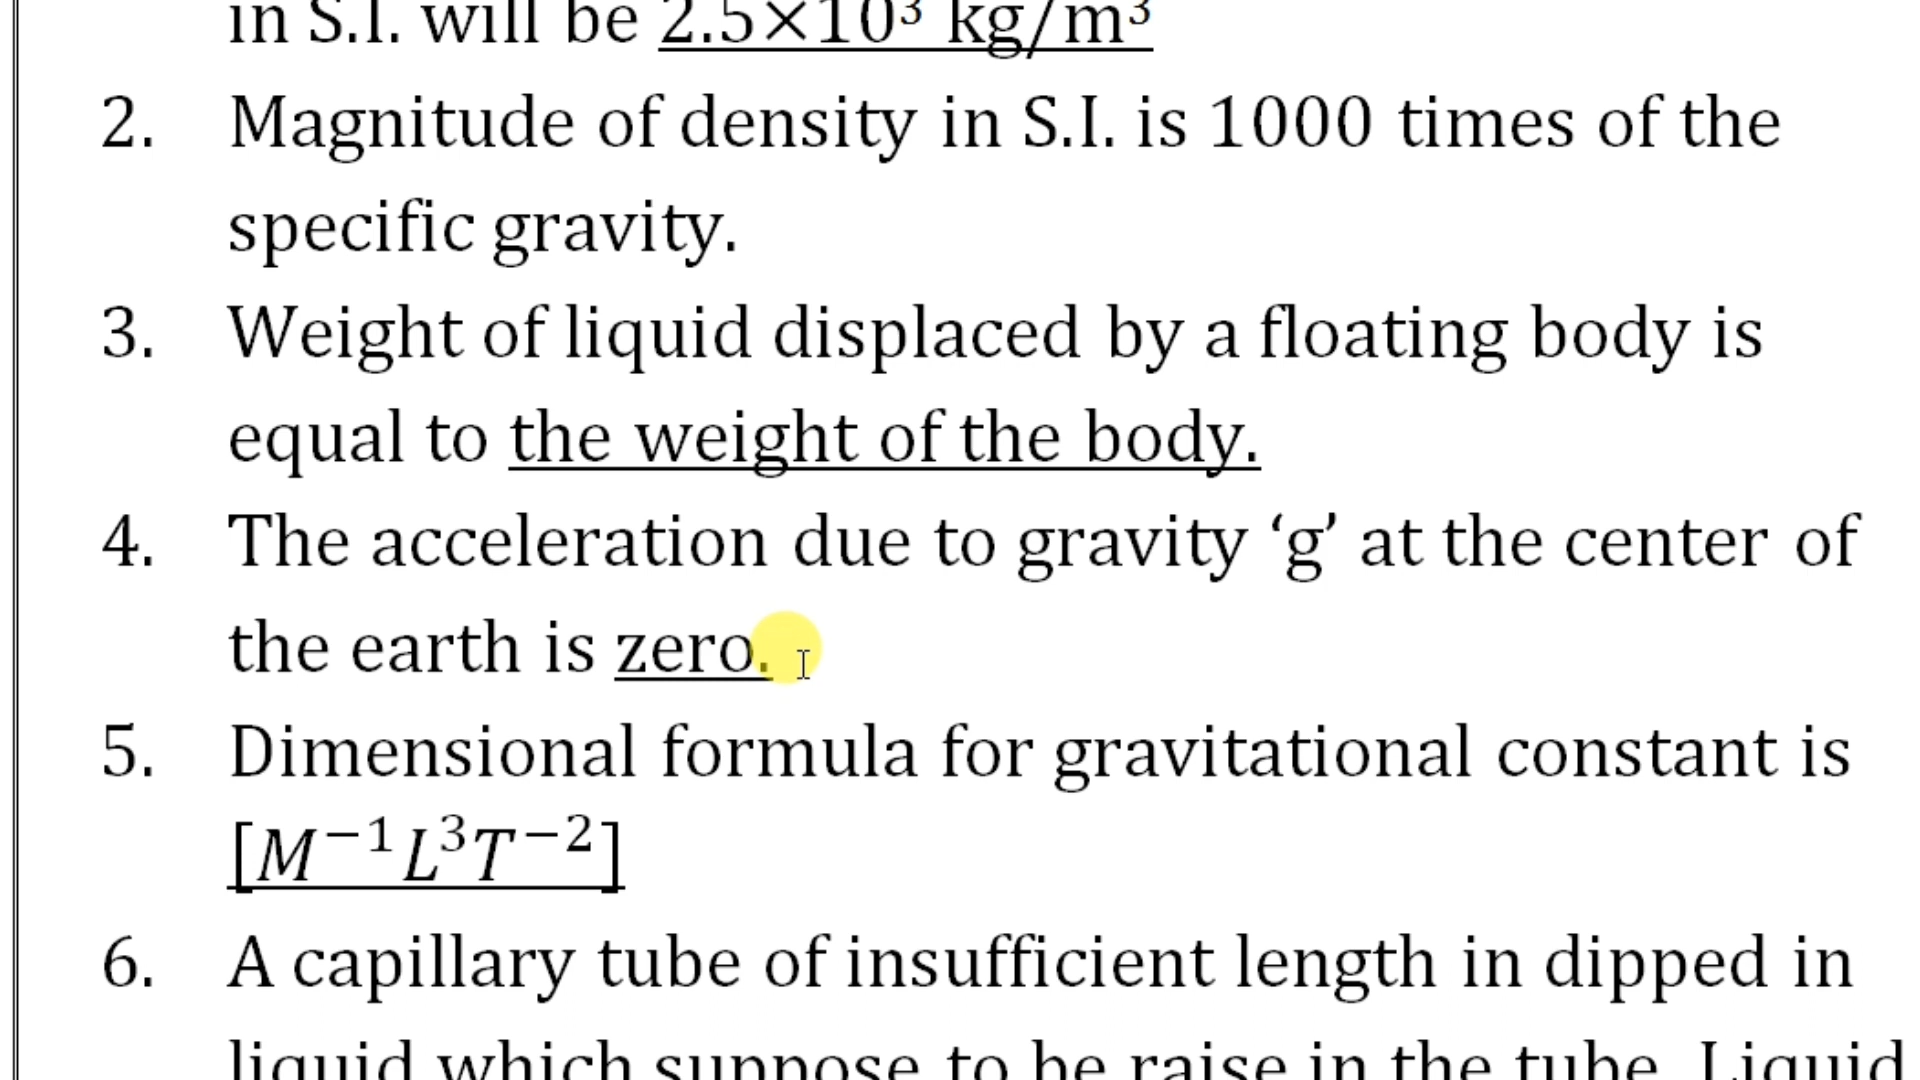 in S.I. will be 2.5×10³ kg/m³
2. Magnitude of density in S.I. is 1000 times of the
specific gravity.
3. Weight of liquid displaced by a floating body is
equal to the weight of the body.
4. The acceleration due to gravity ‘g’ at the center of
the earth is zero.
5. Dimensional formula for gravitational constant is
[M⁻¹L³T⁻²]
6. A capillary tube of insufficient length in dipped in
liquid which suppose to be raise in the tube. Liquid